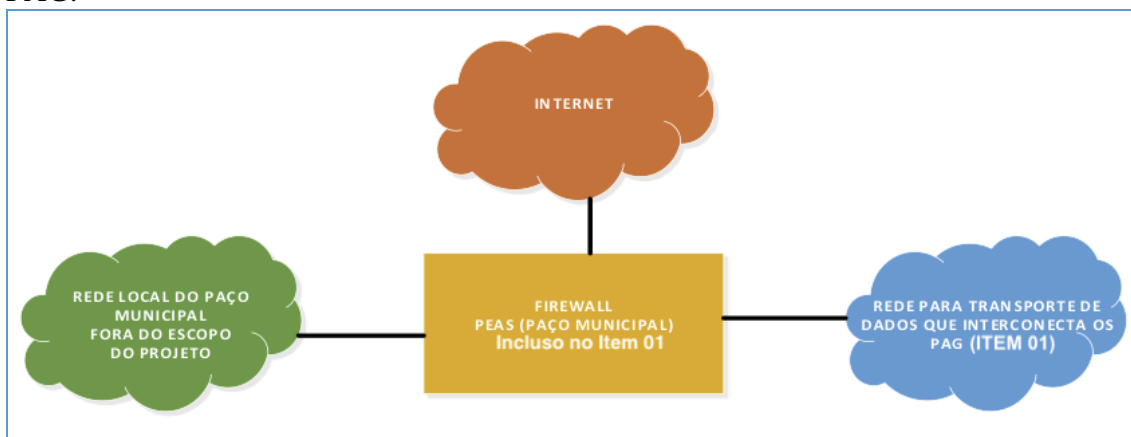 INTERNET
REDE LOCAL DO PAÇO
MUNICIPAL
FORA DO ESCOPO
DO PROJETO
FIREWALL
PEAS (PAÇO MUNICIPAL)
Incluso no Item 01
REDE PARA TRANSPORTE DE
DADOS QUE INTERCONECTA OS
PAG (ITEM 01)